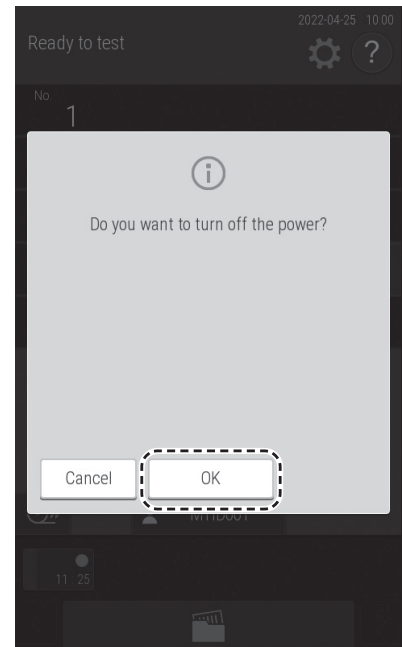 2022-04-25 10:00
Ready to test
?
No
1
Do you want to turn off the power?
Cancel
OK
11 25